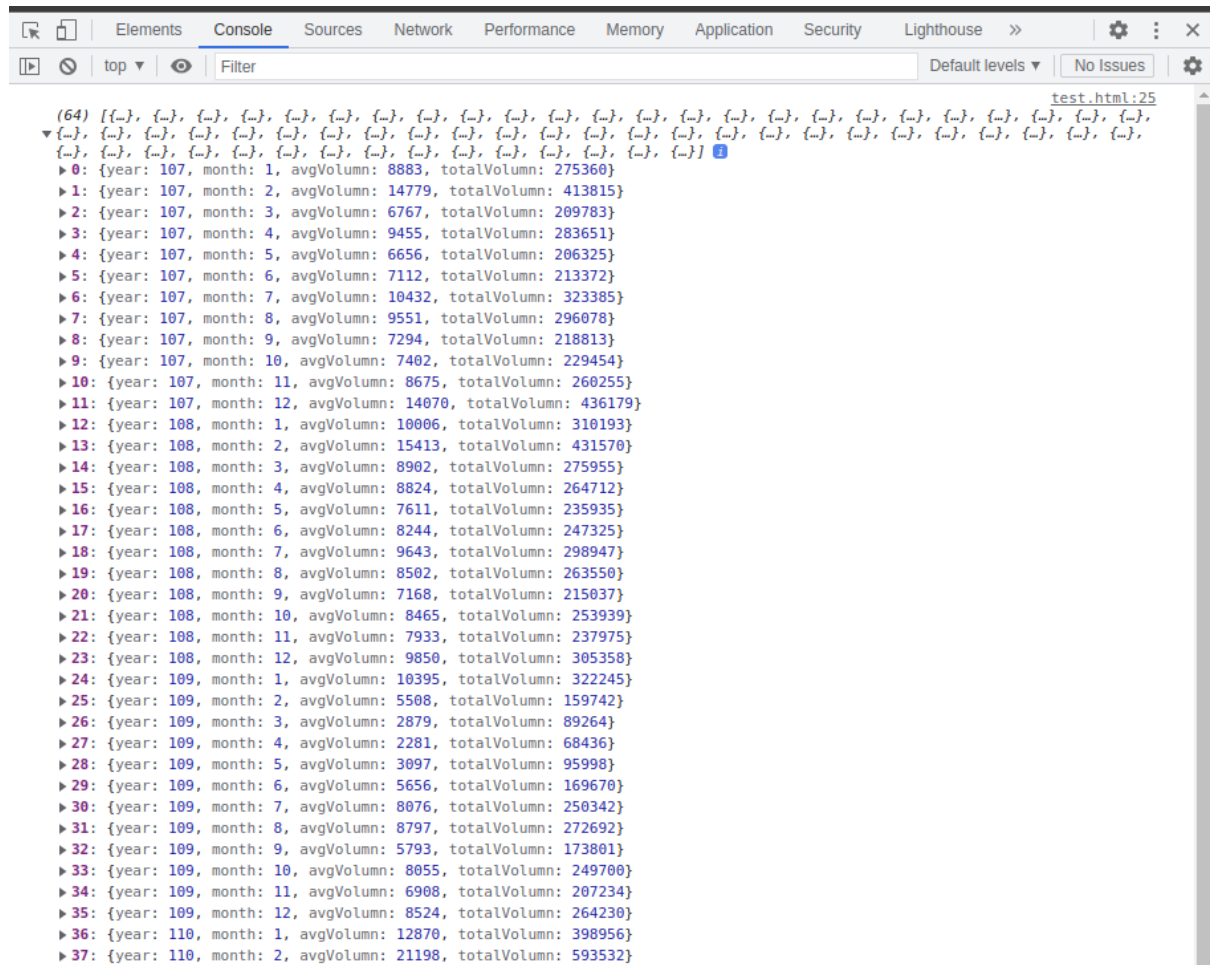 Elements Console Sources Network Performance Memory Application Security Lighthouse »
top ▼ Filter Default levels ▼ No Issues
test.html:25
(64) [{…}, {…}, {…}, {…}, {…}, {…}, {…}, {…}, {…}, {…}, {…}, {…}, {…}, {…}, {…}, {…}, {…}, {…}, {…}, {…}, {…}, {…}, {…}, {…}, {…},
▼{…}, {…}, {…}, {…}, {…}, {…}, {…}, {…}, {…}, {…}, {…}, {…}, {…}, {…}, {…}, {…}, {…}, {…}, {…}, {…}, {…}, {…}, {…}, {…}, {…},
{…}, {…}, {…}, {…}, {…}, {…}, {…}, {…}, {…}, {…}, {…}, {…}, {…}, {…}, {…}] i
▶0: {year: 107, month: 1, avgVolumn: 8883, totalVolumn: 275360}
▶1: {year: 107, month: 2, avgVolumn: 14779, totalVolumn: 413815}
▶2: {year: 107, month: 3, avgVolumn: 6767, totalVolumn: 209783}
▶3: {year: 107, month: 4, avgVolumn: 9455, totalVolumn: 283651}
▶4: {year: 107, month: 5, avgVolumn: 6656, totalVolumn: 206325}
▶5: {year: 107, month: 6, avgVolumn: 7112, totalVolumn: 213372}
▶6: {year: 107, month: 7, avgVolumn: 10432, totalVolumn: 323385}
▶7: {year: 107, month: 8, avgVolumn: 9551, totalVolumn: 296078}
▶8: {year: 107, month: 9, avgVolumn: 7294, totalVolumn: 218813}
▶9: {year: 107, month: 10, avgVolumn: 7402, totalVolumn: 229454}
▶10: {year: 107, month: 11, avgVolumn: 8675, totalVolumn: 260255}
▶11: {year: 107, month: 12, avgVolumn: 14070, totalVolumn: 436179}
▶12: {year: 108, month: 1, avgVolumn: 10006, totalVolumn: 310193}
▶13: {year: 108, month: 2, avgVolumn: 15413, totalVolumn: 431570}
▶14: {year: 108, month: 3, avgVolumn: 8902, totalVolumn: 275955}
▶15: {year: 108, month: 4, avgVolumn: 8824, totalVolumn: 264712}
▶16: {year: 108, month: 5, avgVolumn: 7611, totalVolumn: 235935}
▶17: {year: 108, month: 6, avgVolumn: 8244, totalVolumn: 247325}
▶18: {year: 108, month: 7, avgVolumn: 9643, totalVolumn: 298947}
▶19: {year: 108, month: 8, avgVolumn: 8502, totalVolumn: 263550}
▶20: {year: 108, month: 9, avgVolumn: 7168, totalVolumn: 215037}
▶21: {year: 108, month: 10, avgVolumn: 8465, totalVolumn: 253939}
▶22: {year: 108, month: 11, avgVolumn: 7933, totalVolumn: 237975}
▶23: {year: 108, month: 12, avgVolumn: 9850, totalVolumn: 305358}
▶24: {year: 109, month: 1, avgVolumn: 10395, totalVolumn: 322245}
▶25: {year: 109, month: 2, avgVolumn: 5508, totalVolumn: 159742}
▶26: {year: 109, month: 3, avgVolumn: 2879, totalVolumn: 89264}
▶27: {year: 109, month: 4, avgVolumn: 2281, totalVolumn: 68436}
▶28: {year: 109, month: 5, avgVolumn: 3097, totalVolumn: 95998}
▶29: {year: 109, month: 6, avgVolumn: 5656, totalVolumn: 169670}
▶30: {year: 109, month: 7, avgVolumn: 8076, totalVolumn: 250342}
▶31: {year: 109, month: 8, avgVolumn: 8797, totalVolumn: 272692}
▶32: {year: 109, month: 9, avgVolumn: 5793, totalVolumn: 173801}
▶33: {year: 109, month: 10, avgVolumn: 8055, totalVolumn: 249700}
▶34: {year: 109, month: 11, avgVolumn: 6908, totalVolumn: 207234}
▶35: {year: 109, month: 12, avgVolumn: 8524, totalVolumn: 264230}
▶36: {year: 110, month: 1, avgVolumn: 12870, totalVolumn: 398956}
▶37: {year: 110, month: 2, avgVolumn: 21198, totalVolumn: 593532}